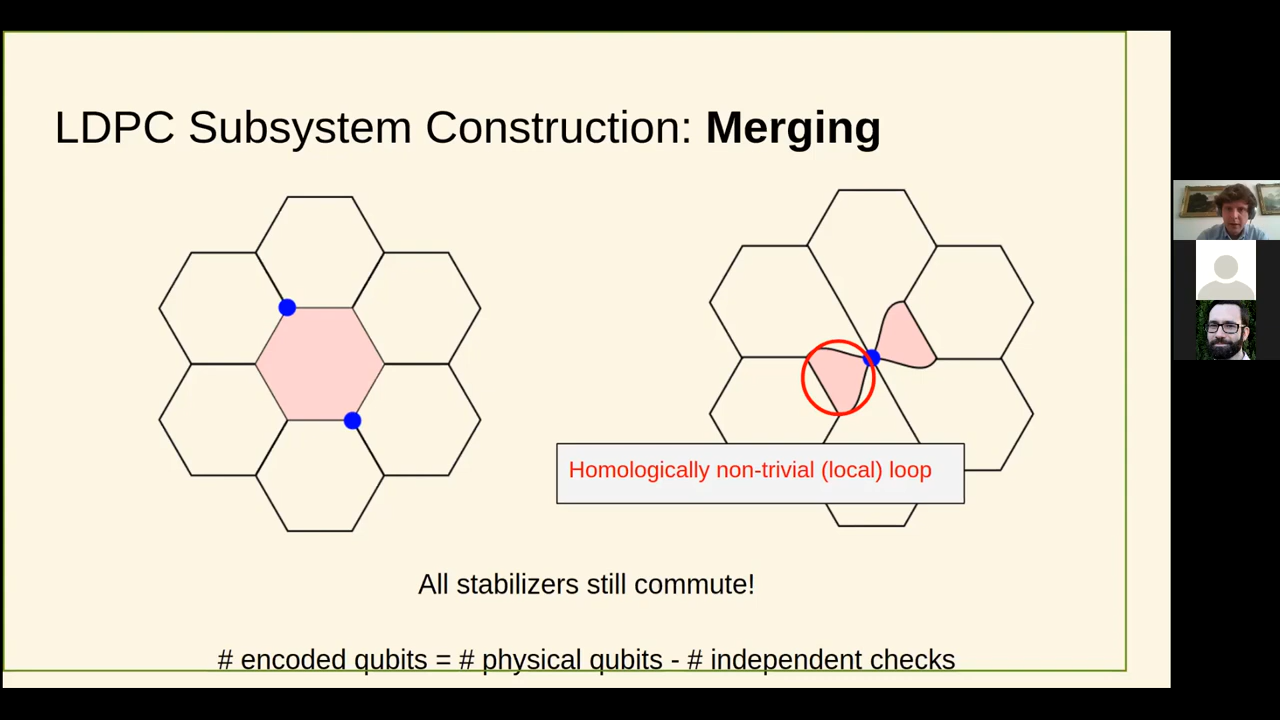 LDPC Subsystem Construction: Merging
Homologically non-trivial (local) loop
All stabilizers still commute!
# encoded qubits = # physical qubits - # independent checks